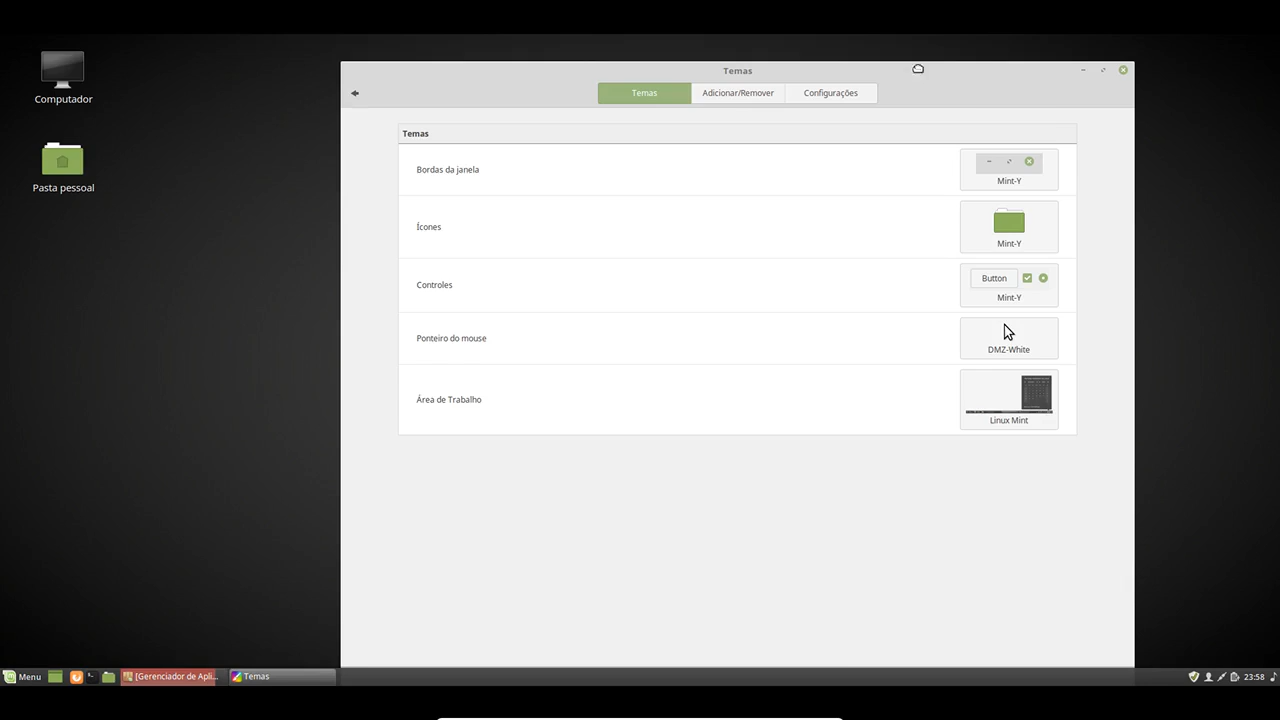 Computador
Pasta pessoal
Temas
Temas
Adicionar/Remover
Configurações
Temas
Bordas da janela
Mint-Y
Ícones
Mint-Y
Controles
Button
Mint-Y
Ponteiro do mouse
DMZ-White
Área de Trabalho
Linux Mint
Menu
[Gerenciador de Apli...
Temas
23:58